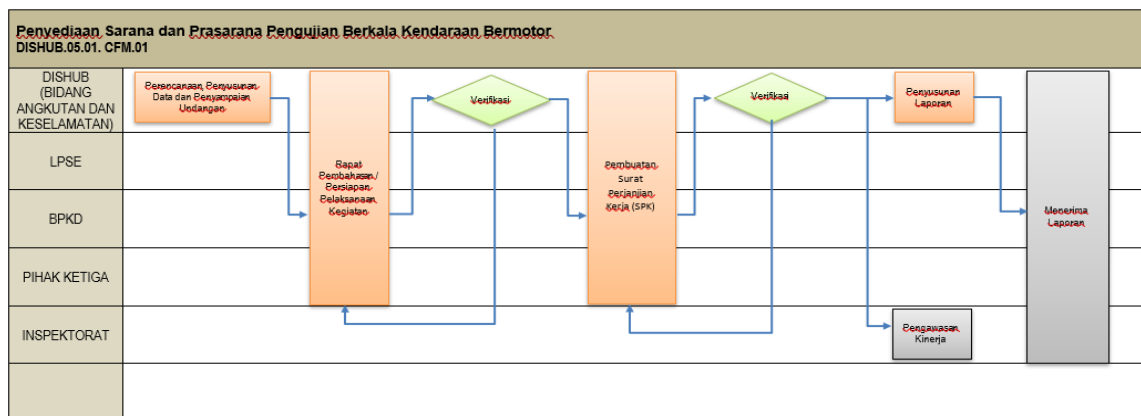 Penyediaan Sarana dan Prasarana Pengujian Berkala Kendaraan Bermotor
DISHUB.05.01. CFM.01
DISHUB
(BIDANG
ANGKUTAN DAN
KESELAMATAN)
Perencanaan, Penyusunan
Data dan Penyampaian
Undangan
Rapat
Pembahasan /
Persiapan
Pelaksanaan
Kegiatan
Verifikasi
Pembuatan
Surat
Perjanjian
Kerja (SPK)
Verifikasi
Penyusunan
Laporan
Menerima
Laporan
LPSE
BPKD
PIHAK KETIGA
INSPEKTORAT
Pengawasan
Kinerja